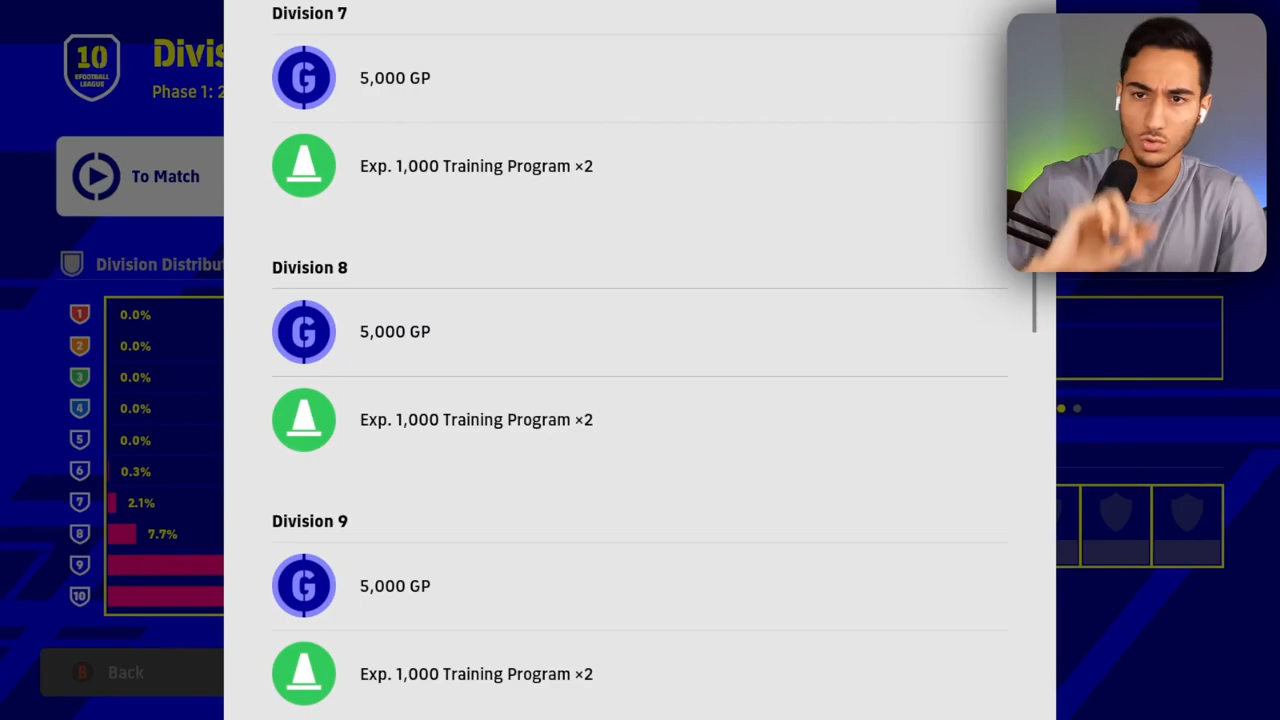 Division 7
10
EFOOTBALL
LEAGUE
Divis
Phase 1: 2
G
5,000 GP
Exp. 1,000 Training Program ×2
To Match
Division Distribut
Division 8
1
0.0%
G
5,000 GP
2
0.0%
3
0.0%
4
0.0%
Exp. 1,000 Training Program ×2
5
0.0%
6
0.3%
7
2.1%
Division 9
8
7.7%
9
G
5,000 GP
10
B
Back
Exp. 1,000 Training Program ×2